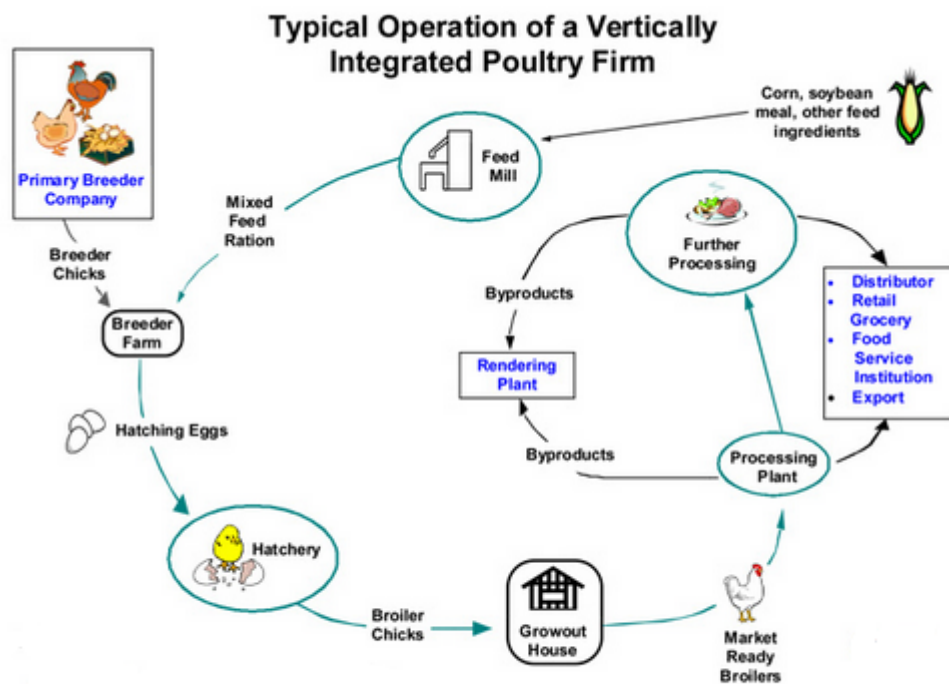 Typical Operation of a Vertically
Integrated Poultry Firm
Primary Breeder
Company
Breeder
Chicks
Mixed
Feed
Ration
Feed
Mill
Corn, soybean
meal, other feed
ingredients
Breeder
Farm
Hatching Eggs
Hatchery
Broiler
Chicks
Growout
House
Market
Ready
Broilers
Processing
Plant
Byproducts
Rendering
Plant
Byproducts
Further
Processing
• Distributor
• Retail
Grocery
• Food
Service
Institution
• Export